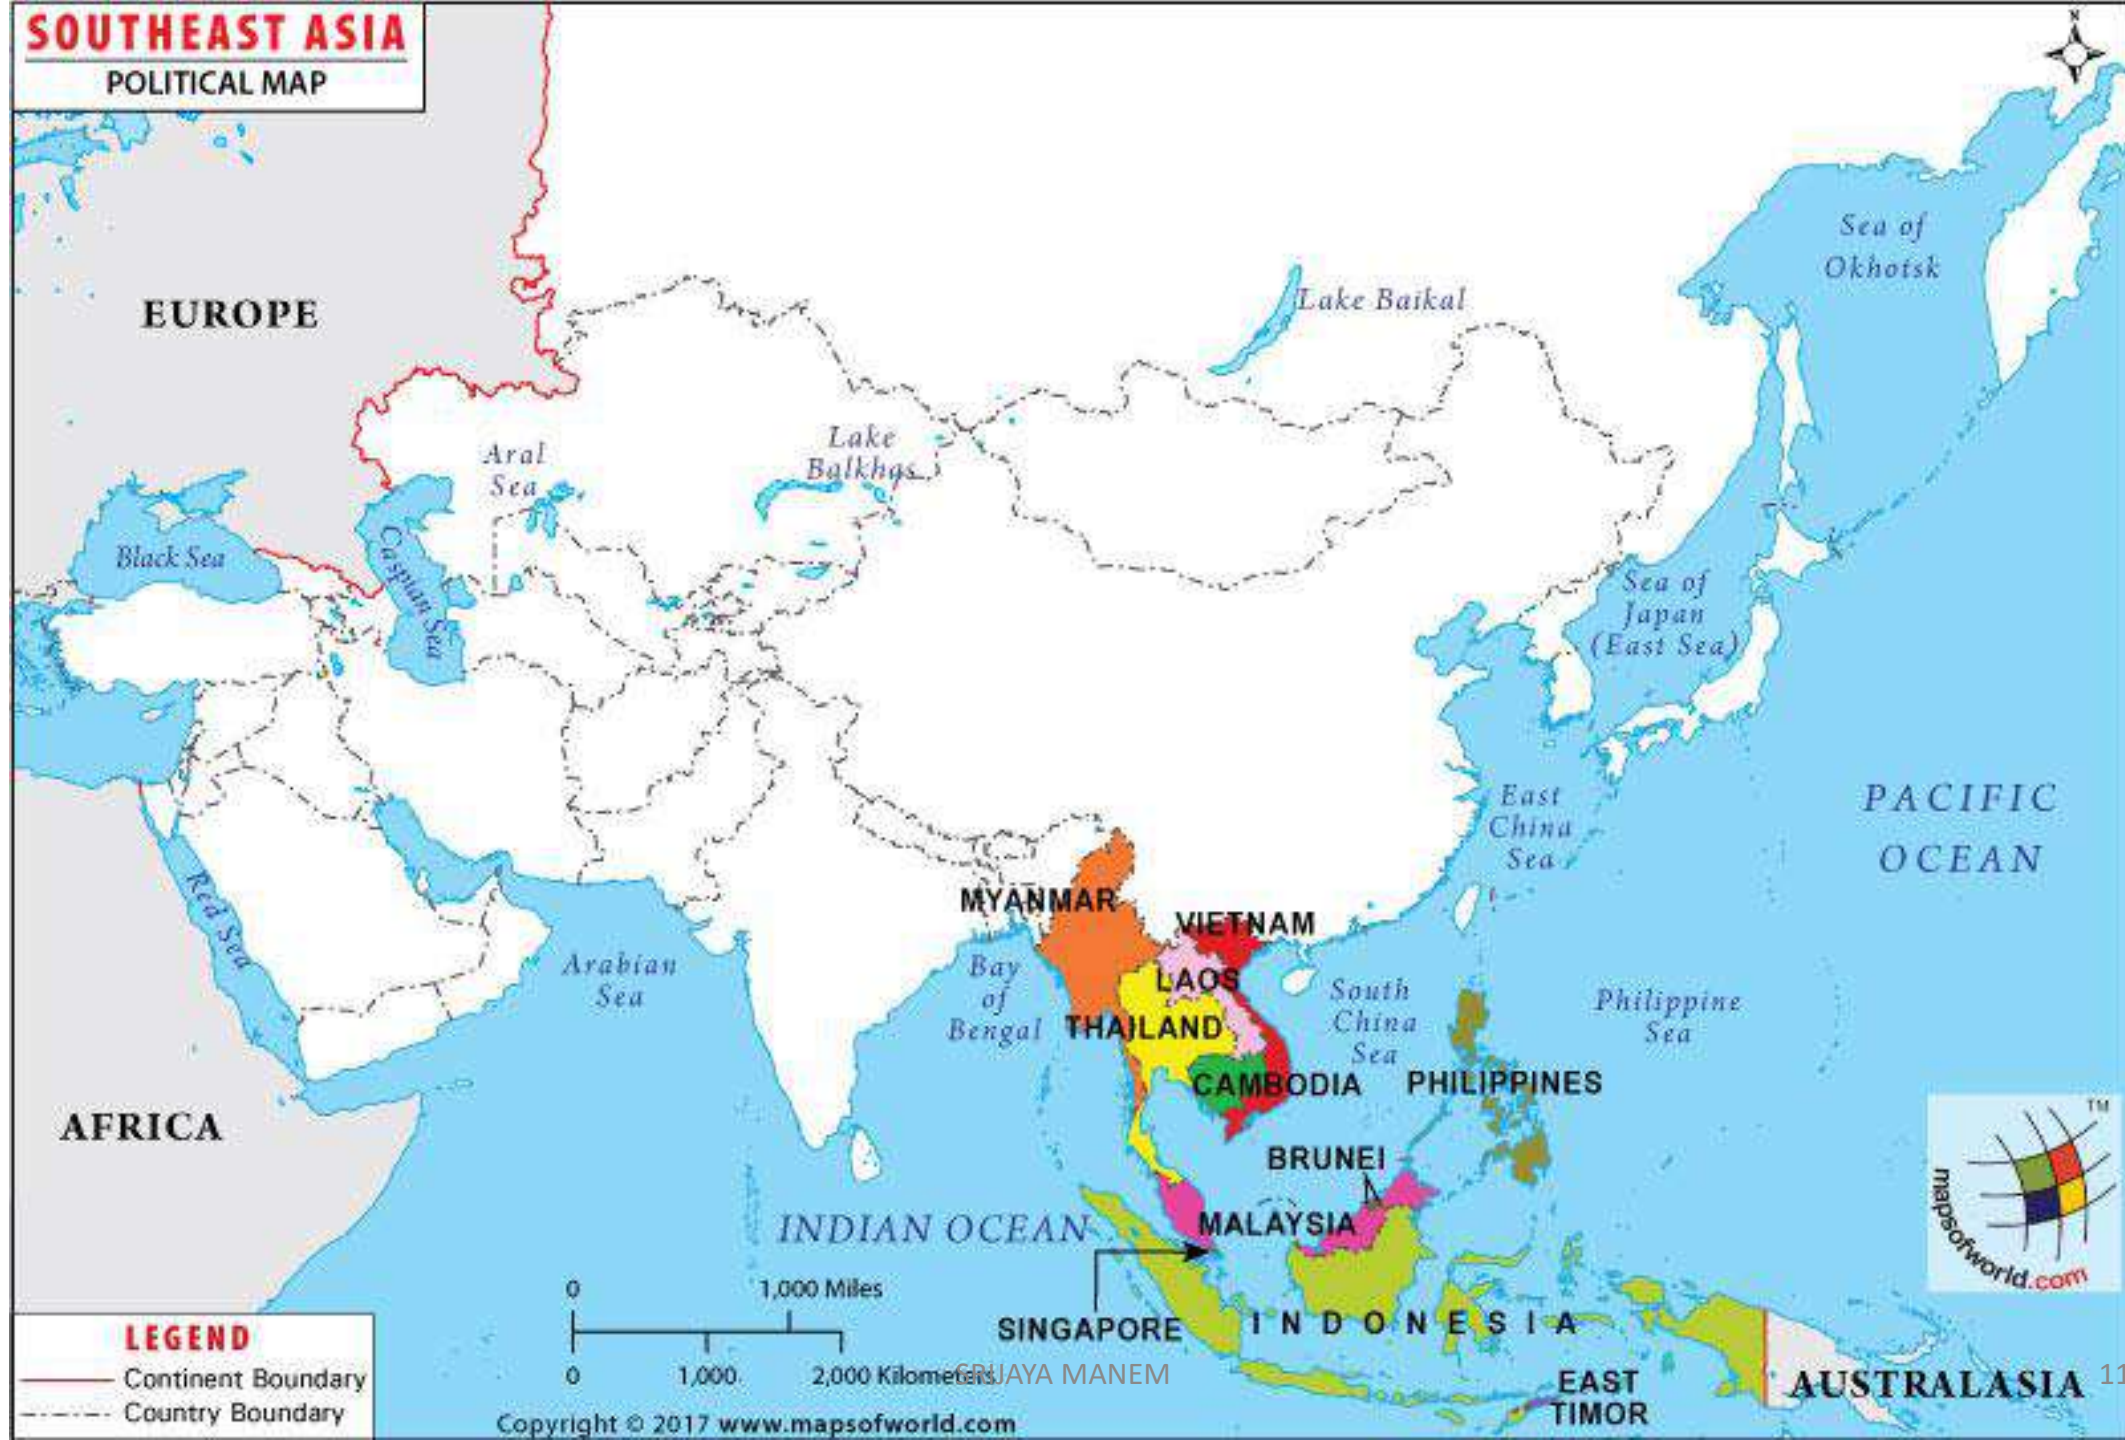 SOUTHEAST ASIA
POLITICAL MAP
N
EUROPE
Sea of
Okhotsk
Lake Baikal
Aral
Sea
Lake
Balkhas
Black Sea
Caspian Sea
Sea of
Japan
(East Sea)
East
China
Sea
PACIFIC
OCEAN
Red Sea
Arabian
Sea
MYANMAR
VIETNAM
Bay
of
Bengal
LAOS
South
China
Sea
Philippine
Sea
THAILAND
CAMBODIA
PHILIPPINES
AFRICA
BRUNEI
MALAYSIA
INDIAN OCEAN
SINGAPORE
INDONESIA
EAST
TIMOR
AUSTRALASIA
TM
mapsofworld.com
0
1,000 Miles
0
1,000
2,000 Kilometers
LEGEND
Continent Boundary
Country Boundary
SRIJAYA MANEM
11
Copyright © 2017 www.mapsofworld.com